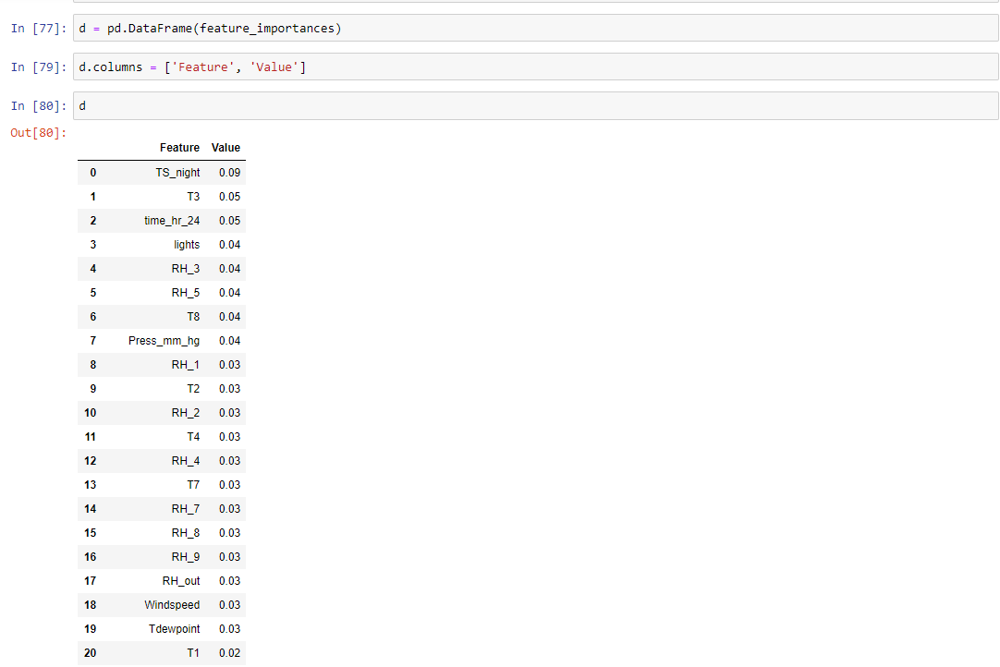 In [77]: d = pd.DataFrame(feature_importances)
In [79]: d.columns = ['Feature', 'Value']
In [80]: d
Out[80]:
Feature Value
0 TS_night 0.09
1 T3 0.05
2 time_hr_24 0.05
3 lights 0.04
4 RH_3 0.04
5 RH_5 0.04
6 T8 0.04
7 Press_mm_hg 0.04
8 RH_1 0.03
9 T2 0.03
10 RH_2 0.03
11 T4 0.03
12 RH_4 0.03
13 T7 0.03
14 RH_7 0.03
15 RH_8 0.03
16 RH_9 0.03
17 RH_out 0.03
18 Windspeed 0.03
19 Tdewpoint 0.03
20 T1 0.02